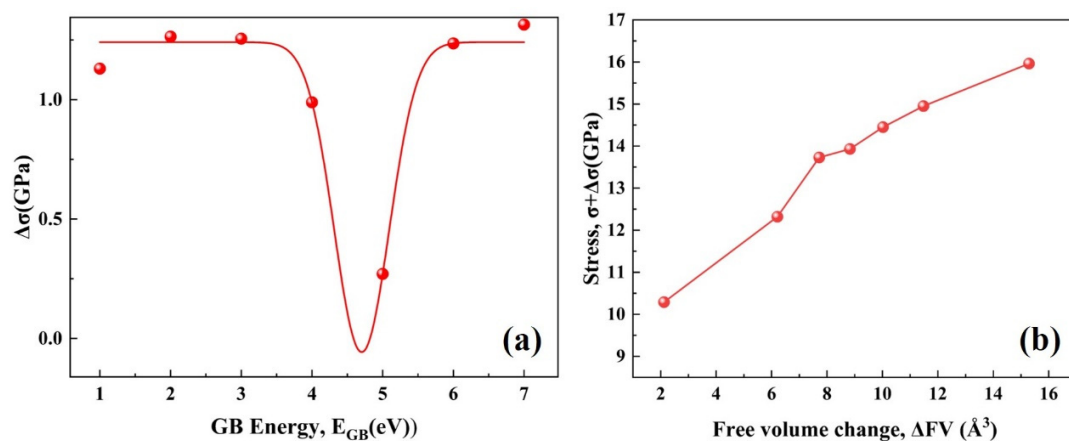 Δσ(GPa)
1.0
0.5
0.0
1 2 3 4 5 6 7
GB Energy, E_GB(eV))
(a)
Stress, σ+Δσ(GPa)
16
15
14
13
12
11
10
9
2 4 6 8 10 12 14 16
Free volume change, ΔFV (Å³)
(b)